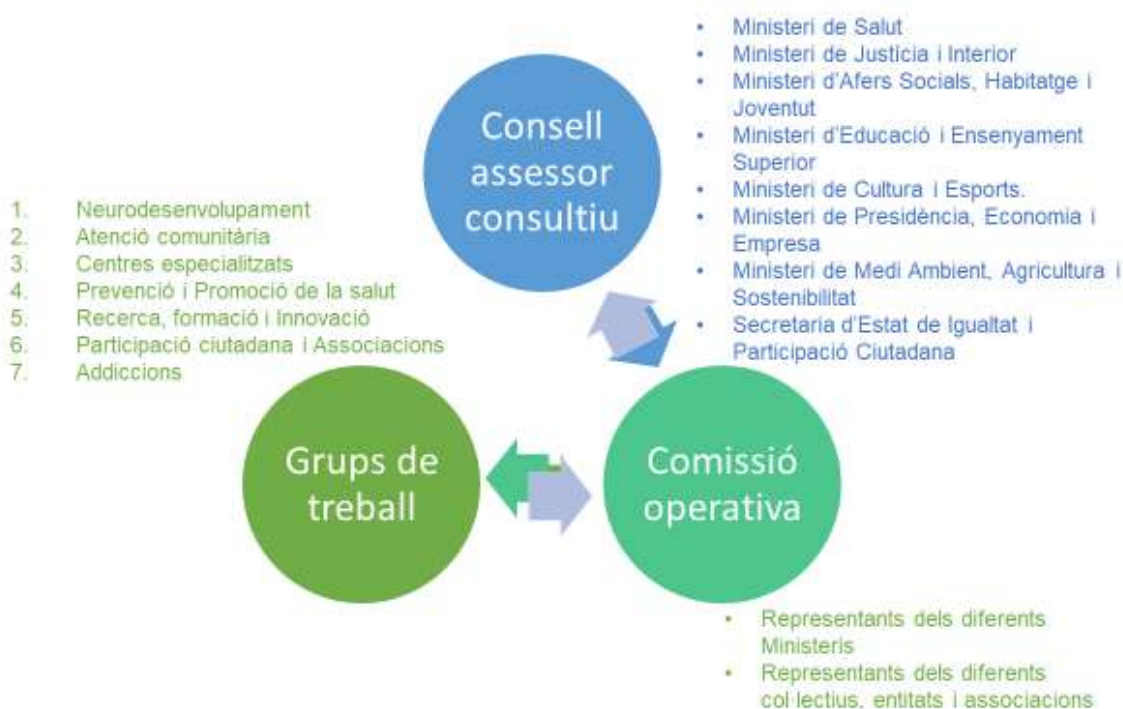 • Ministeri de Salut
• Ministeri de Justícia i Interior
• Ministeri d'Afers Socials, Habitatge i
Joventut
• Ministeri d'Educació i Ensenyament
Superior
• Ministeri de Cultura i Esports.
• Ministeri de Presidència, Economia i
Empresa
• Ministeri de Medi Ambient, Agricultura i
Sostenibilitat
• Secretaria d'Estat de Igualtat i
Participació Ciutadana
Consell
assessor
consultiu
1. Neurodesenvolupament
2. Atenció comunitària
3. Centres especialitzats
4. Prevenció i Promoció de la salut
5. Recerca, formació i Innovació
6. Participació ciutadana i Associacions
7. Addiccions
Grups de
treball
Comissió
operativa
• Representants dels diferents
Ministeris
• Representants dels diferents
col·lectius, entitats i associacions